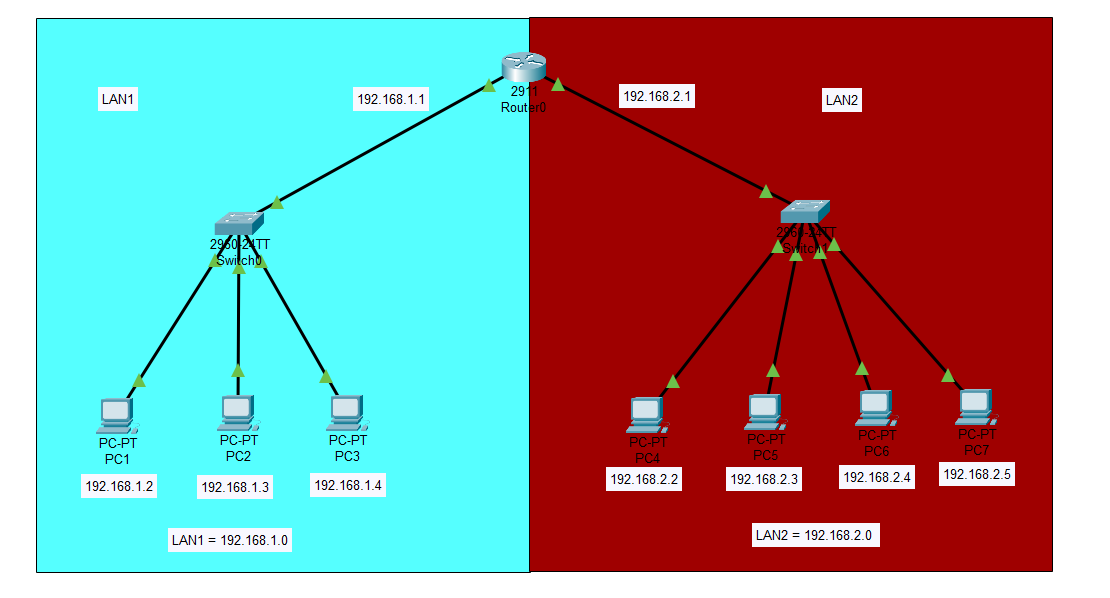 LAN1
192.168.1.1
2911
Router0
192.168.2.1
LAN2
2960-24TT
Switch0
2960-24TT
Switch1
PC-PT
PC1
PC-PT
PC2
PC-PT
PC3
PC-PT
PC4
PC-PT
PC5
PC-PT
PC6
PC-PT
PC7
192.168.1.2
192.168.1.3
192.168.1.4
192.168.2.2
192.168.2.3
192.168.2.4
192.168.2.5
LAN1 = 192.168.1.0
LAN2 = 192.168.2.0